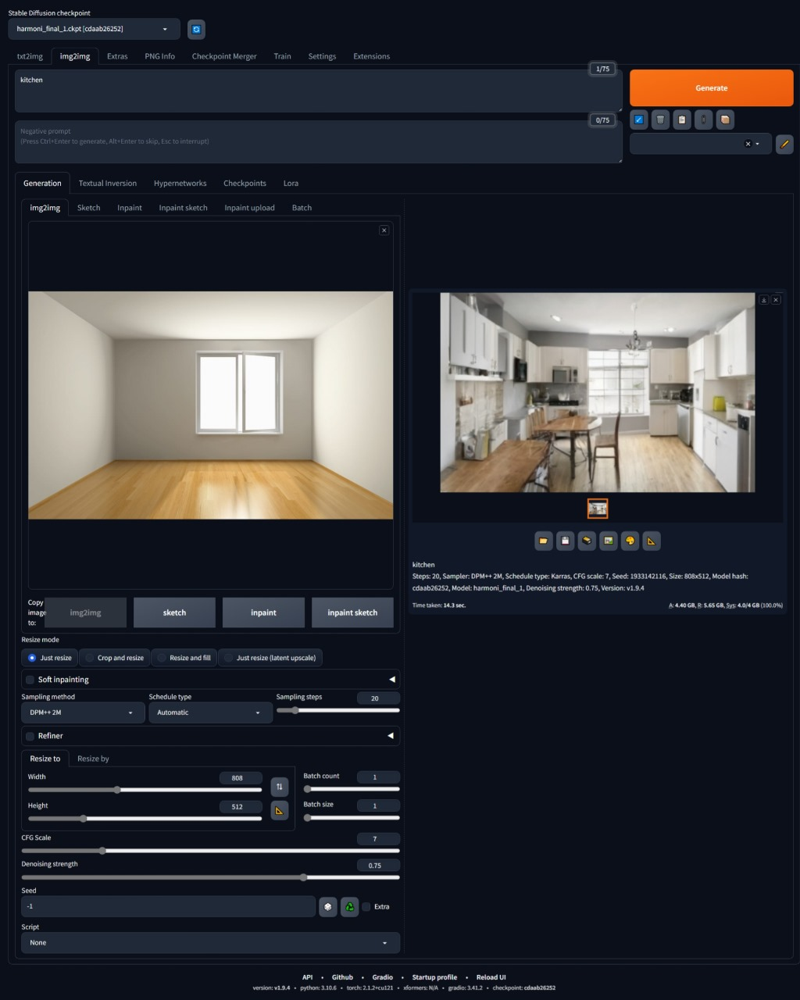 Stable Diffusion checkpoint
harmoni_final_1.ckpt [cdaab26252]
txt2img img2img Extras PNG Info Checkpoint Merger Train Settings Extensions
kitchen
1/75
Generate
Negative prompt
(Press Ctrl+Enter to generate, Alt+Enter to skip, Esc to interrupt)
0/75
Generation Textual Inversion Hypernetworks Checkpoints Lora
img2img Sketch Inpaint Inpaint sketch Inpaint upload Batch
kitchen
Steps: 20, Sampler: DPM++ 2M, Schedule type: Karras, CFG scale: 7, Seed: 1933142116, Size: 808x512, Model hash:
cdaab26252, Model: harmoni_final_1, Denoising strength: 0.75, Version: v1.9.4
Time taken: 14.3 sec.
A: 4.40 GB, R: 5.65 GB, Sys: 4.0/4 GB (100.0%)
Copy
image
to:
img2img sketch inpaint inpaint sketch
Resize mode
Just resize Crop and resize Resize and fill Just resize (latent upscale)
Soft inpainting
Sampling method Schedule type Sampling steps 20
DPM++ 2M Automatic
Refiner
Resize to Resize by
Width 808
Batch count 1
Height 512
Batch size 1
CFG Scale 7
Denoising strength 0.75
Seed
-1
Extra
Script
None
API • Github • Gradio • Startup profile • Reload UI
version: v1.9.4 • python: 3.10.6 • torch: 2.1.2+cu121 • xformers: N/A • gradio: 3.41.2 • checkpoint: cdaab26252